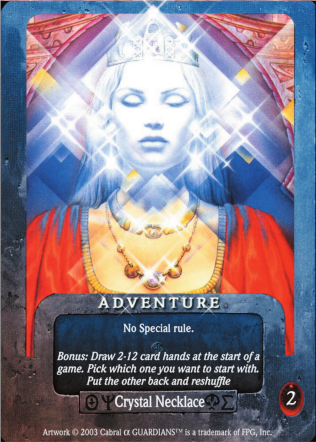 ADVENTURE
No Special rule.
Bonus: Draw 2-12 card hands at the start of a
game. Pick which one you want to start with.
Put the other back and reshuffle
Crystal Necklace
2
Artwork © 2003 Cabral α GUARDIANS™ is a trademark of FPG, Inc.